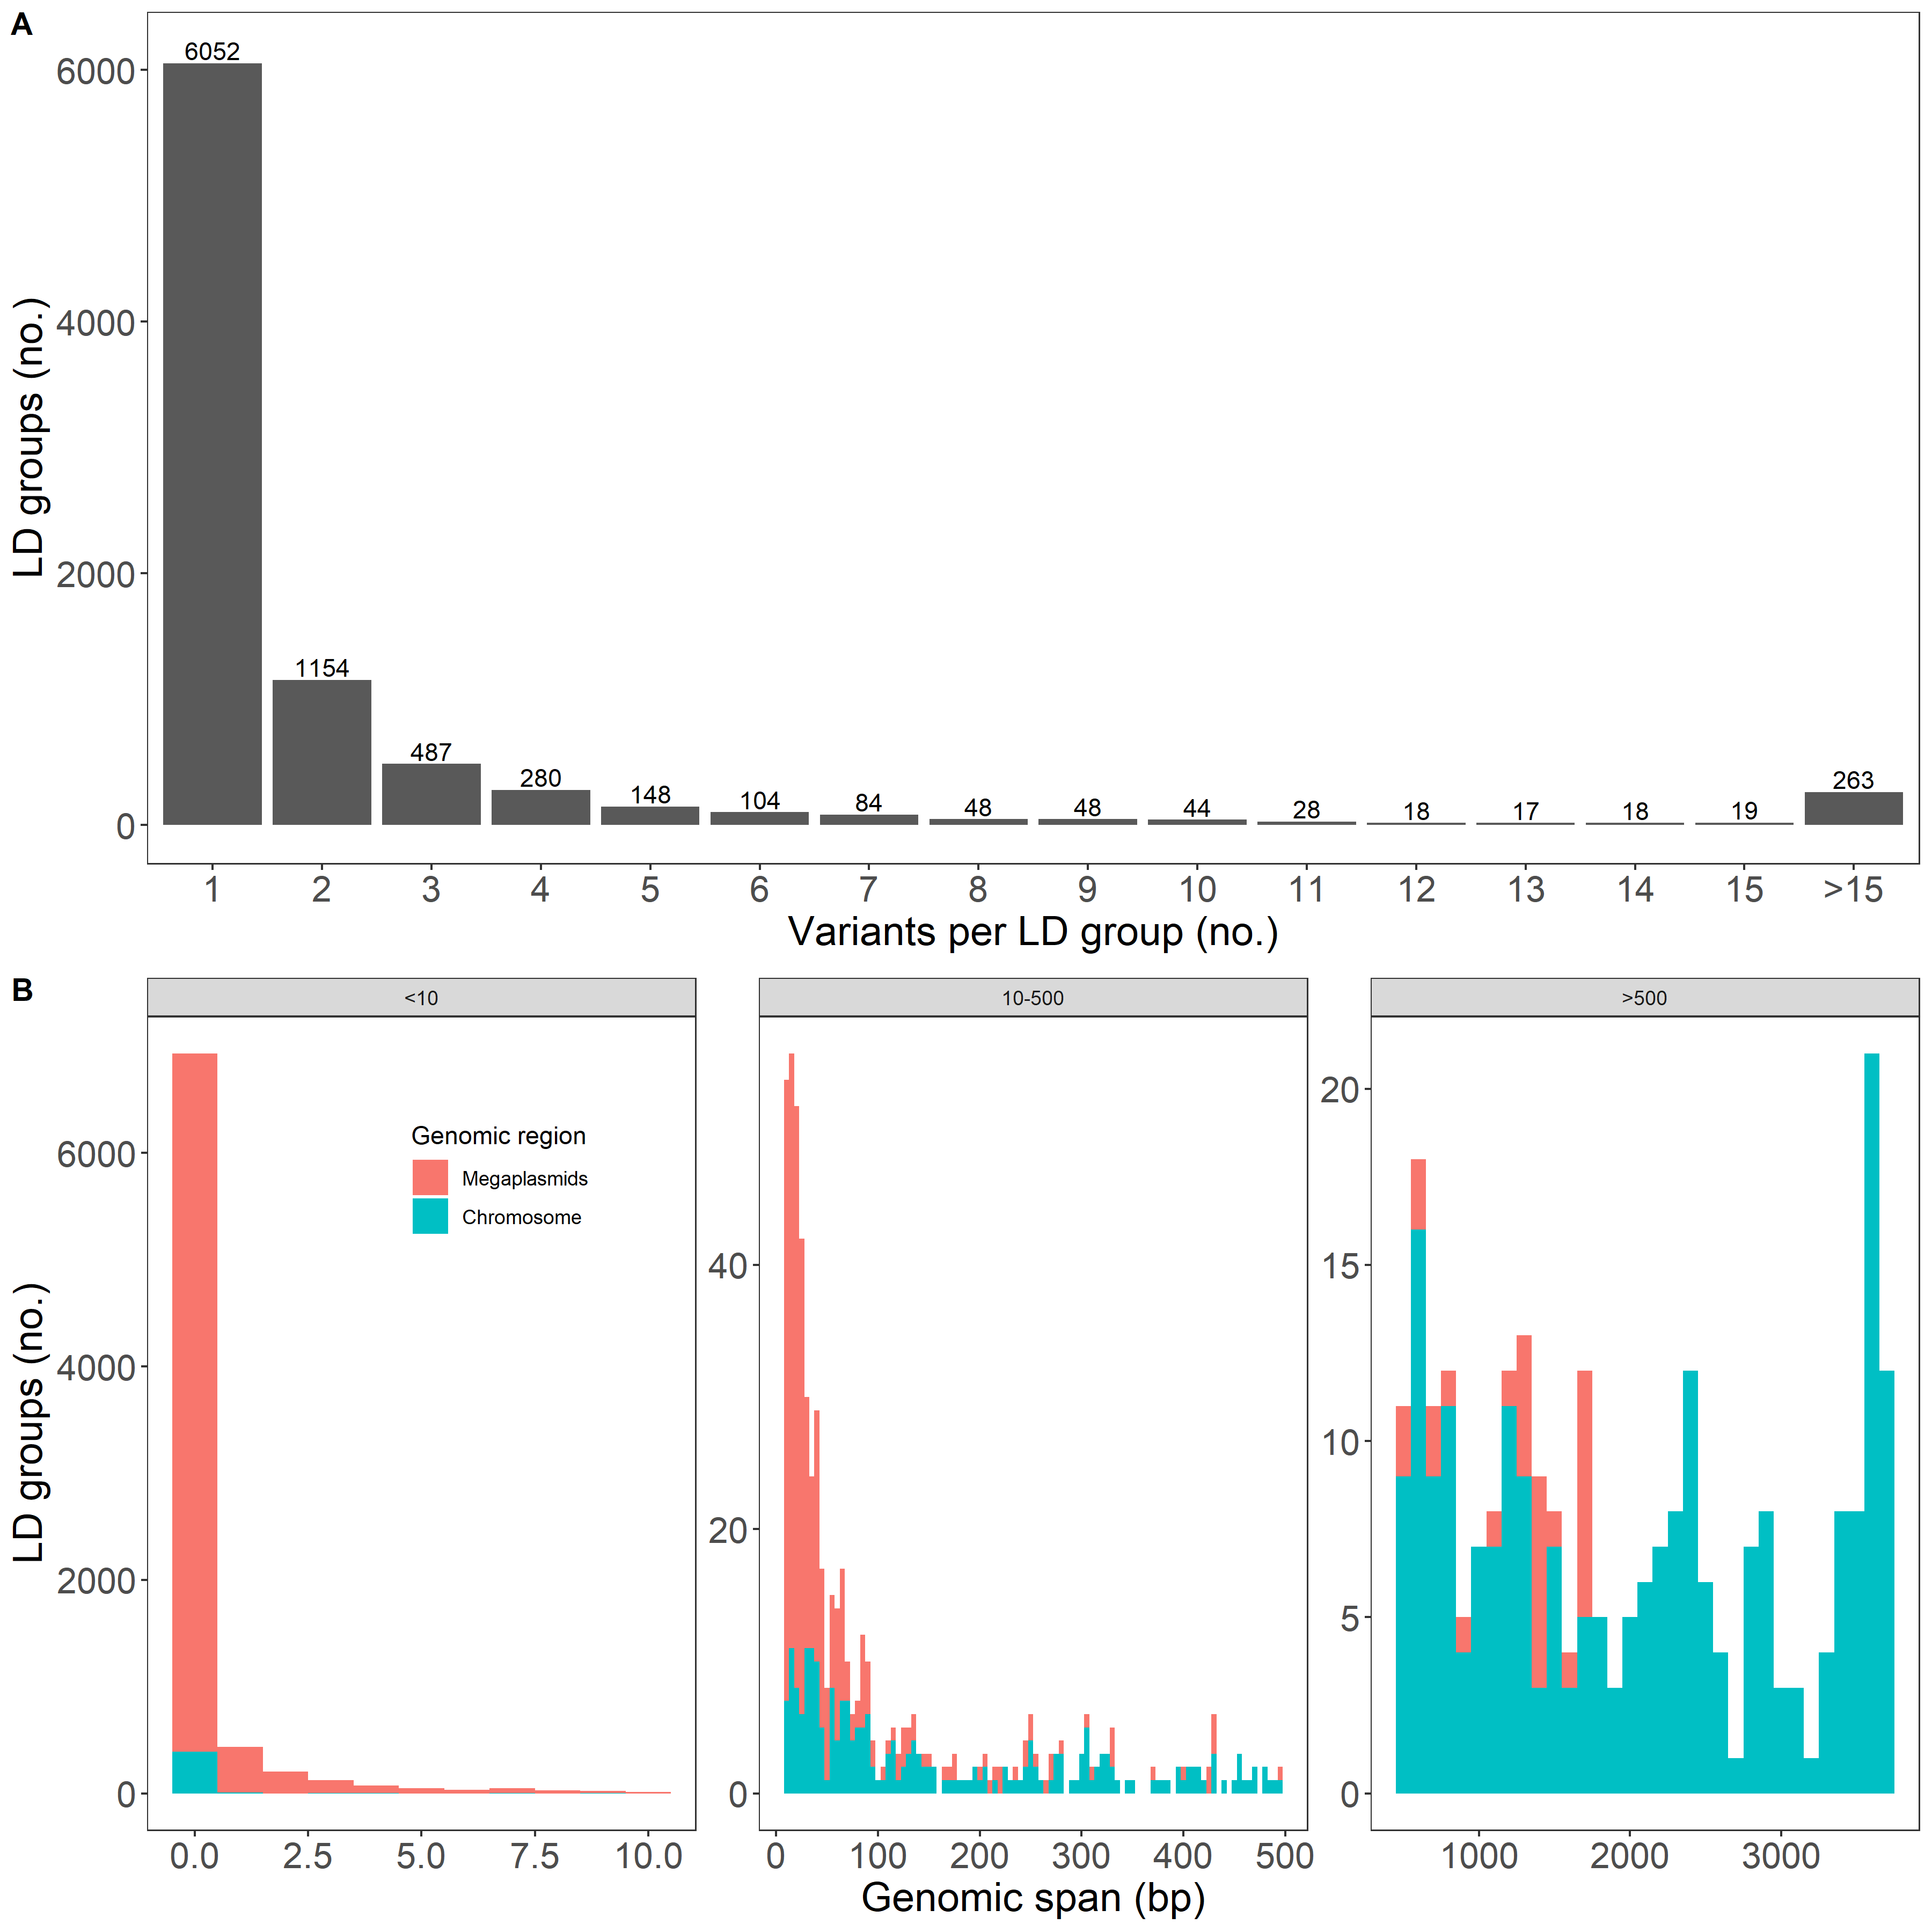 A
LD groups (no.)
6000
4000
2000
0
6052
1154
487
280
148
104
84
48
48
44
28
18
17
18
19
263
1 2 3 4 5 6 7 8 9 10 11 12 13 14 15 >15
Variants per LD group (no.)
B
<10 10-500 >500
LD groups (no.)
6000
4000
2000
0
Genomic region
Megaplasmids
Chromosome
40
20
0
20
15
10
5
0
0.0 2.5 5.0 7.5 10.0
0 100 200 300 400 500
1000 2000 3000
Genomic span (bp)